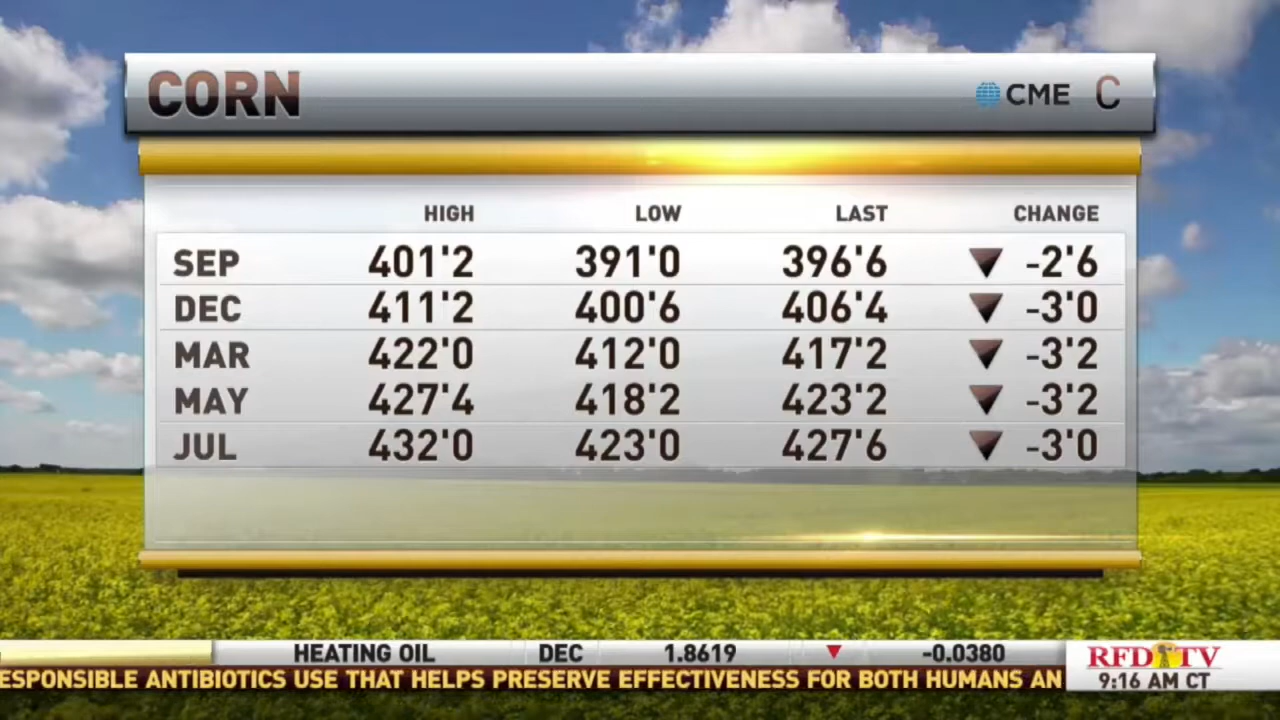 CORN CME C
HIGH LOW LAST CHANGE
SEP 401'2 391'0 396'6 -2'6
DEC 411'2 400'6 406'4 -3'0
MAR 422'0 412'0 417'2 -3'2
MAY 427'4 418'2 423'2 -3'2
JUL 432'0 423'0 427'6 -3'0
HEATING OIL DEC 1.8619 -0.0380
RFD TV
ESPONSIBLE ANTIBIOTICS USE THAT HELPS PRESERVE EFFECTIVENESS FOR BOTH HUMANS AN
9:16 AM CT